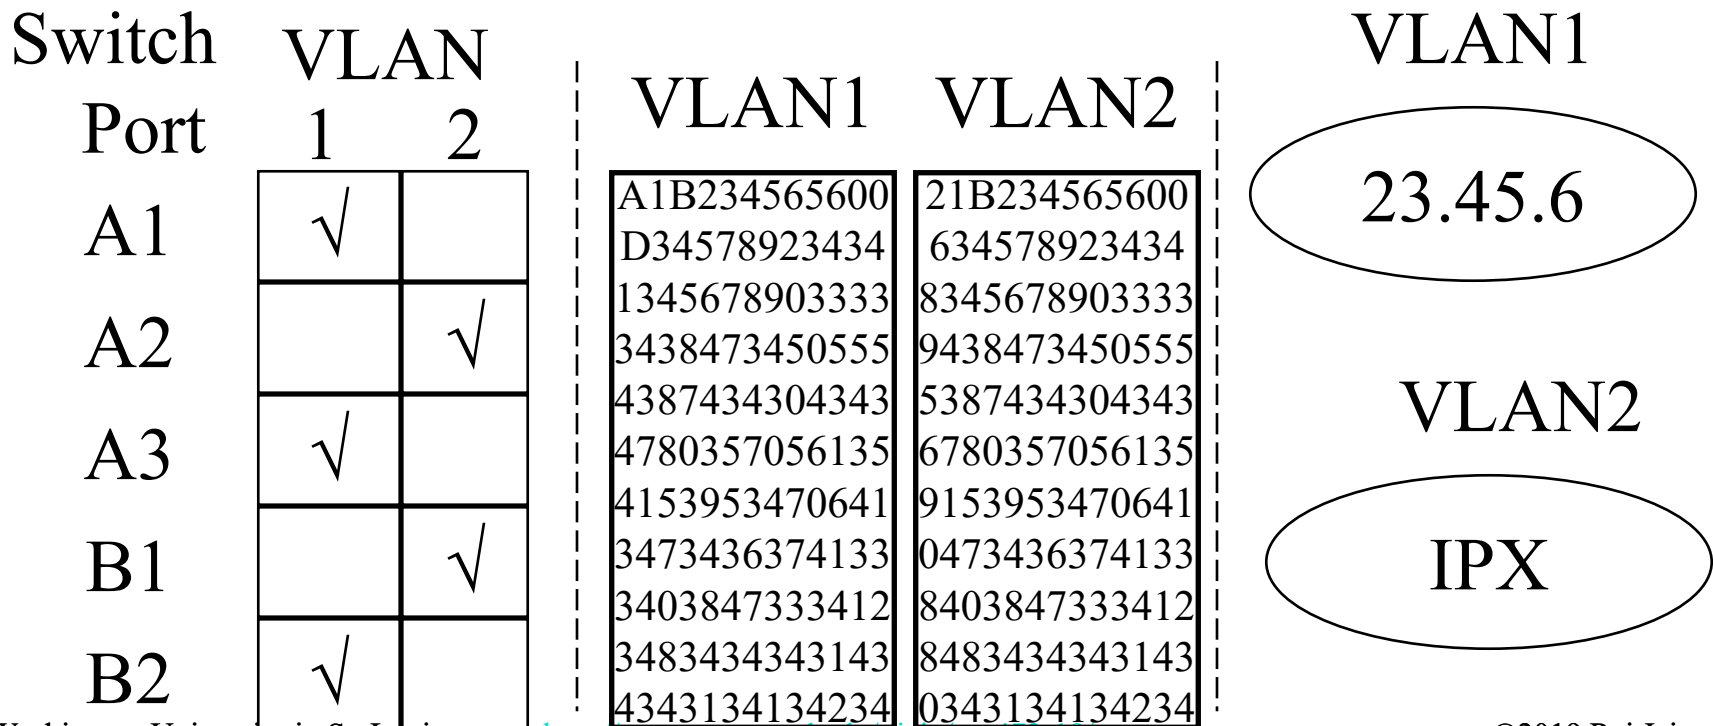 Switch
Port
VLAN
1 2
A1 √
A2 √
A3 √
B1 √
B2 √
VLAN1
A1B234565600
D34578923434
1345678903333
3438473450555
4387434304343
4780357056135
4153953470641
3473436374133
3403847333412
3483434343143
4343134134234
VLAN2
21B234565600
634578923434
8345678903333
9438473450555
5387434304343
6780357056135
9153953470641
0473436374133
8403847333412
8483434343143
0343134134234
VLAN1
23.45.6
VLAN2
IPX